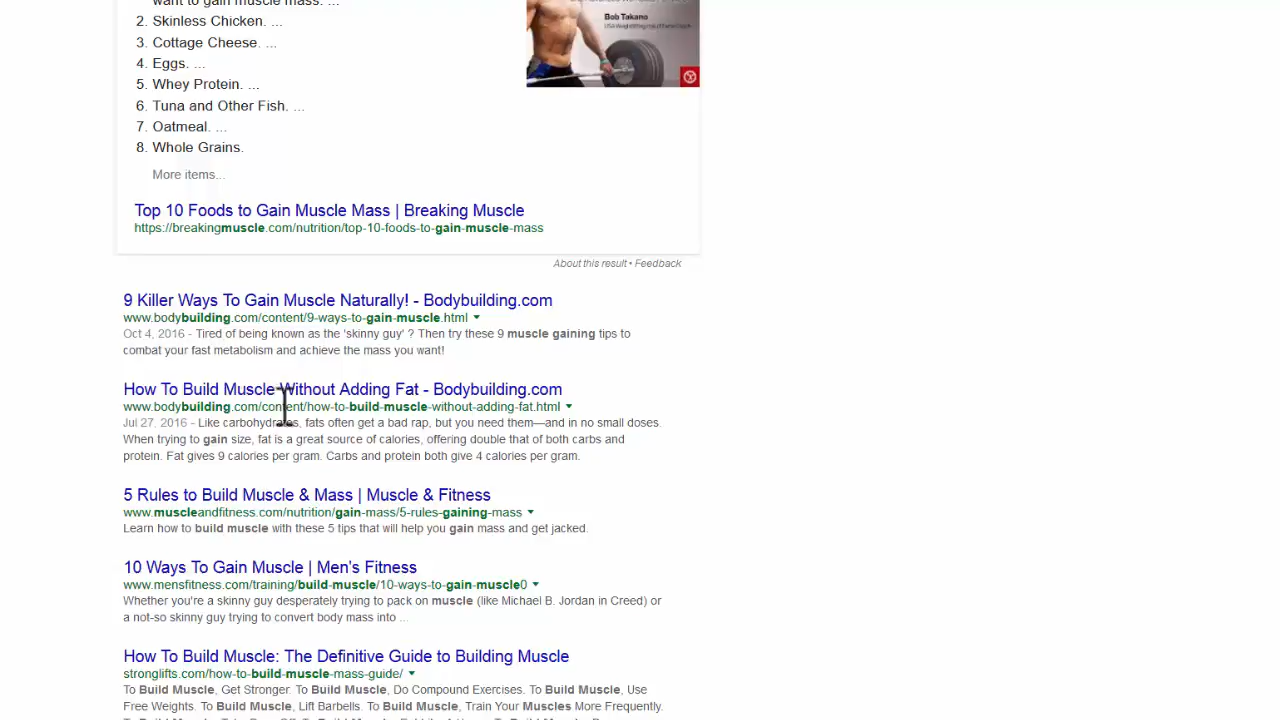 want to gain muscle mass. ...
2. Skinless Chicken. ...
3. Cottage Cheese. ...
4. Eggs. ...
5. Whey Protein. ...
6. Tuna and Other Fish. ...
7. Oatmeal. ...
8. Whole Grains.
More items...
Bob Takano
Top 10 Foods to Gain Muscle Mass | Breaking Muscle
https://breakingmuscle.com/nutrition/top-10-foods-to-gain-muscle-mass
About this result • Feedback
9 Killer Ways To Gain Muscle Naturally! - Bodybuilding.com
www.bodybuilding.com/content/9-ways-to-gain-muscle.html
Oct 4, 2016 - Tired of being known as the 'skinny guy' ? Then try these 9 muscle gaining tips to
combat your fast metabolism and achieve the mass you want!
How To Build Muscle Without Adding Fat - Bodybuilding.com
www.bodybuilding.com/content/how-to-build-muscle-without-adding-fat.html
Jul 27, 2016 - Like carbohydrates, fats often get a bad rap, but you need them—and in no small doses.
When trying to gain size, fat is a great source of calories, offering double that of both carbs and
protein. Fat gives 9 calories per gram. Carbs and protein both give 4 calories per gram.
5 Rules to Build Muscle & Mass | Muscle & Fitness
www.muscleandfitness.com/nutrition/gain-mass/5-rules-gaining-mass
Learn how to build muscle with these 5 tips that will help you gain mass and get jacked.
10 Ways To Gain Muscle | Men's Fitness
www.mensfitness.com/training/build-muscle/10-ways-to-gain-muscle0
Whether you're a skinny guy desperately trying to pack on muscle (like Michael B. Jordan in Creed) or
a not-so skinny guy trying to convert body mass into ...
How To Build Muscle: The Definitive Guide to Building Muscle
stronglifts.com/how-to-build-muscle-mass-guide/
To Build Muscle, Get Stronger. To Build Muscle, Do Compound Exercises. To Build Muscle, Use
Free Weights. To Build Muscle, Lift Barbells. To Build Muscle, Train Your Muscles More Frequently.